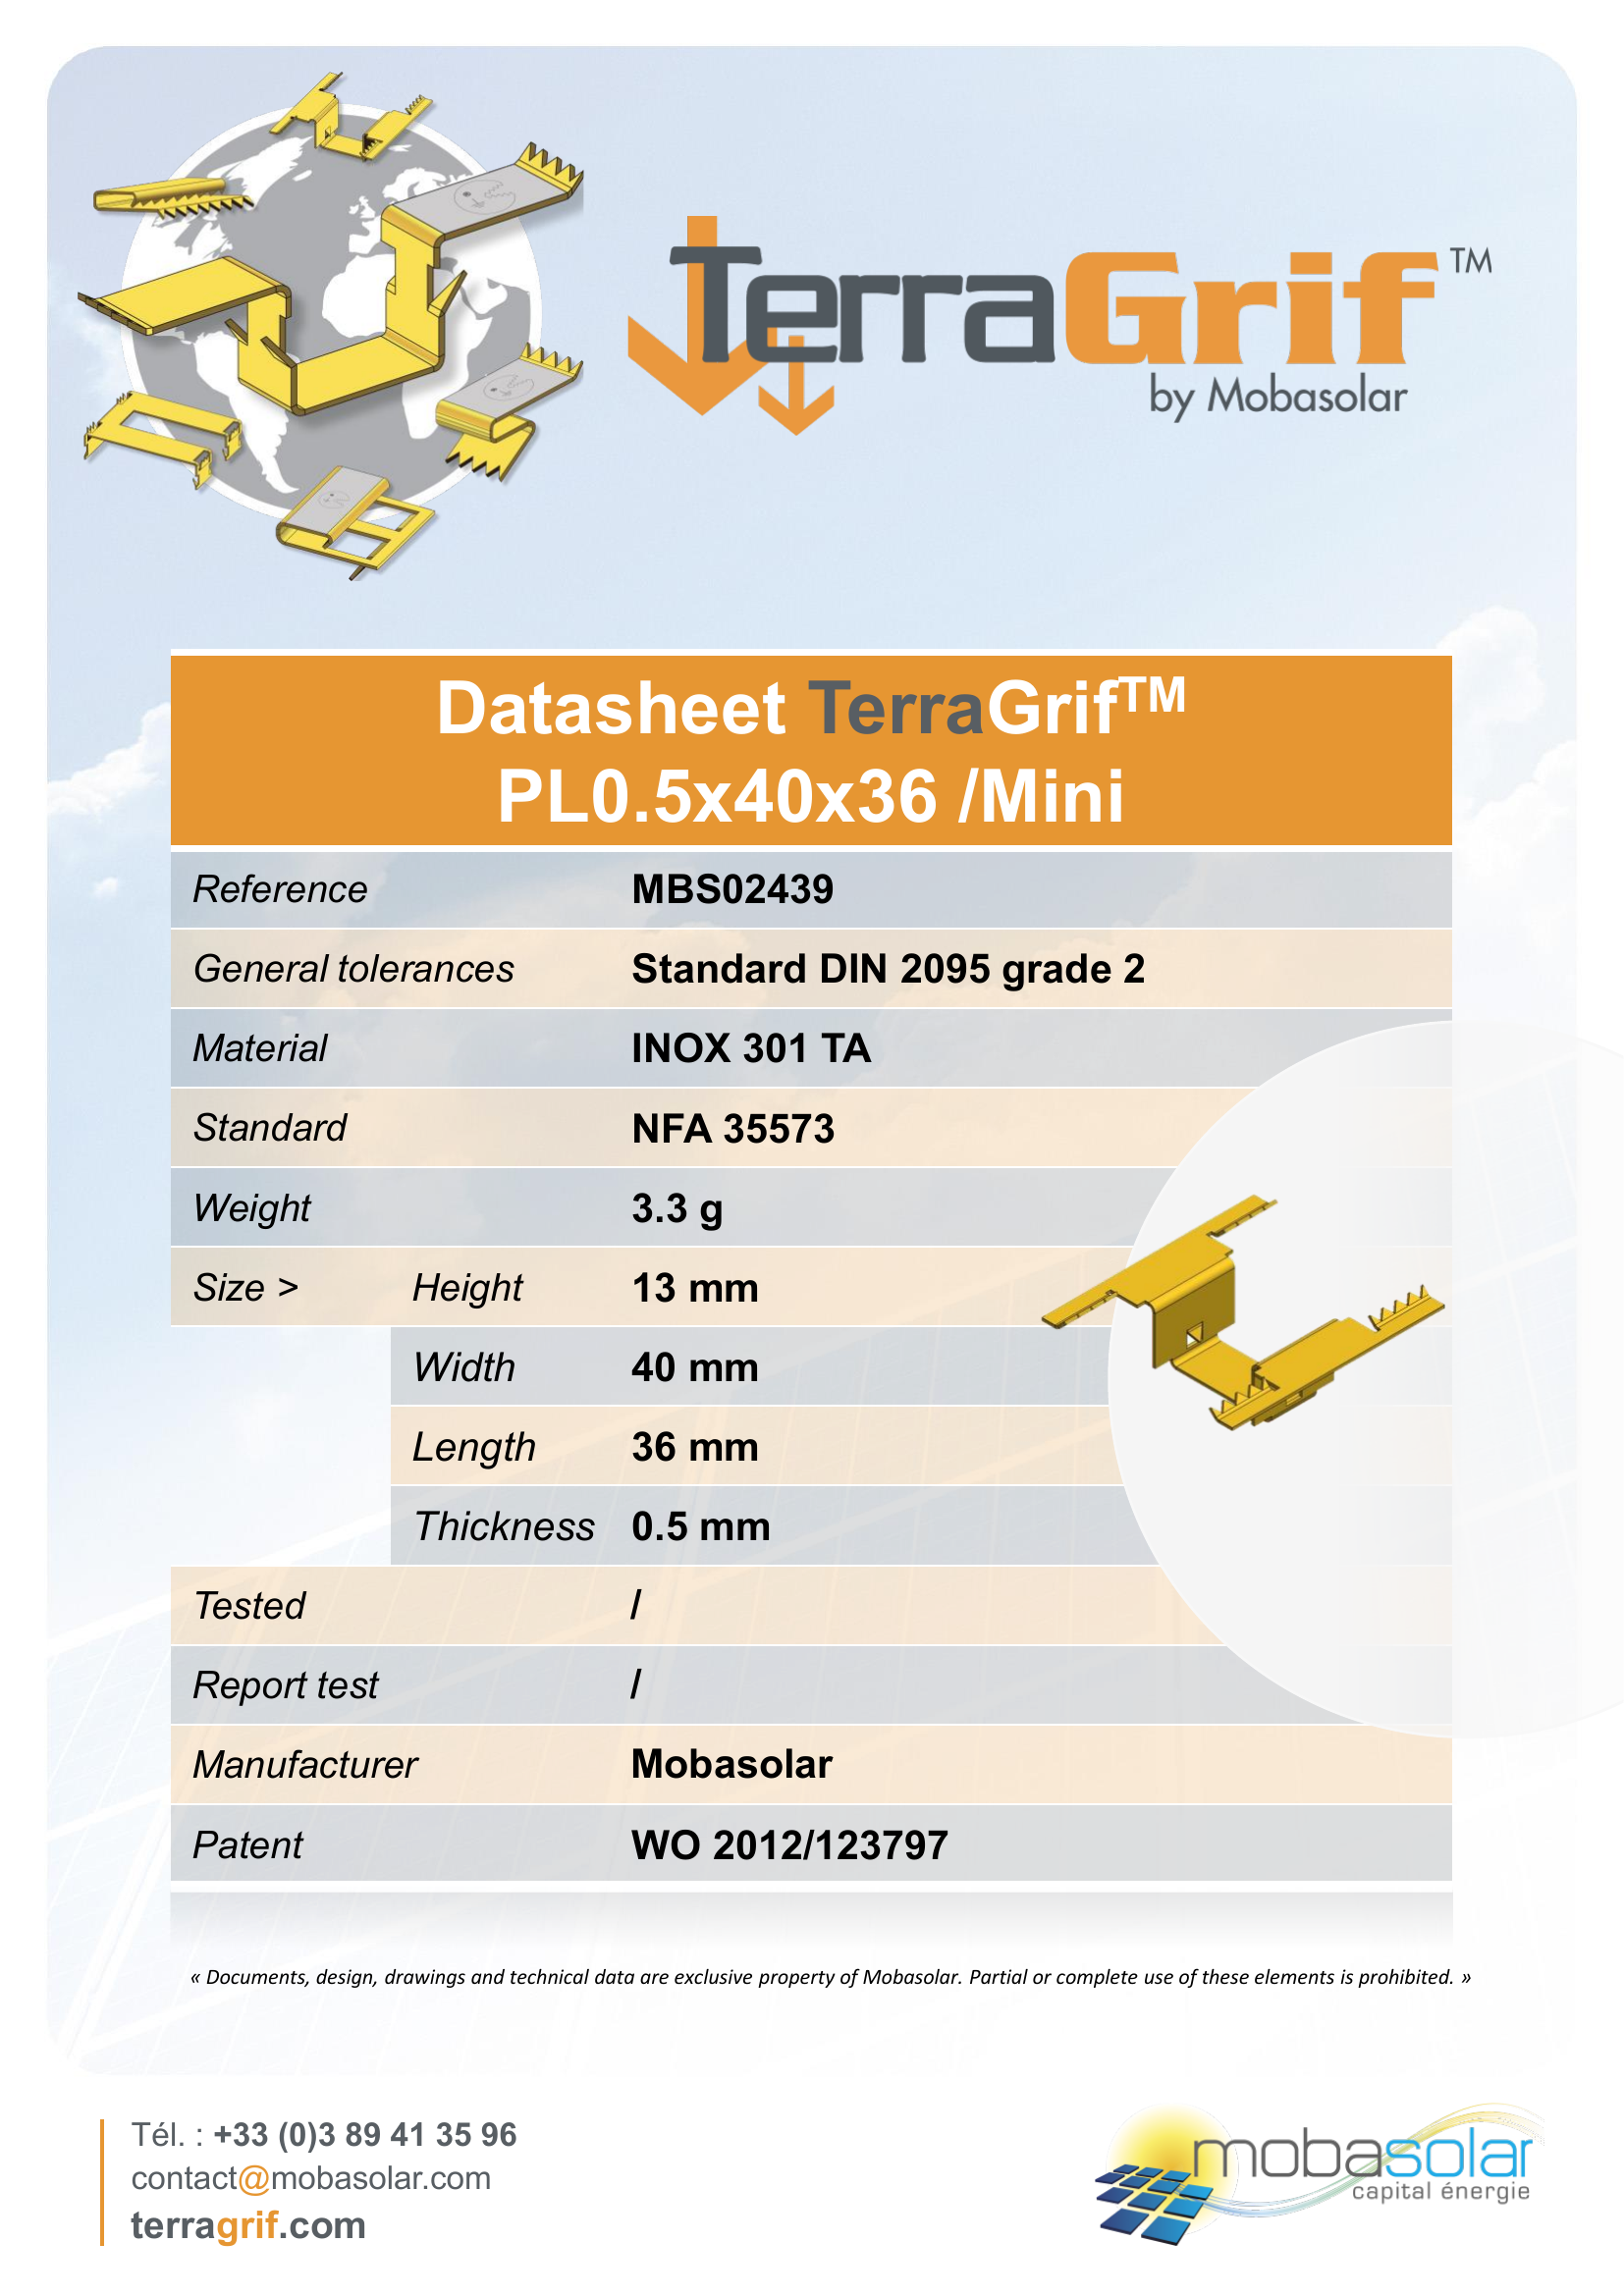 TerraGrif™
by Mobasolar
Datasheet TerraGrif™
PL0.5x40x36 /Mini
Reference MBS02439
General tolerances Standard DIN 2095 grade 2
Material INOX 301 TA
Standard NFA 35573
Weight 3.3 g
Size > Height 13 mm
Width 40 mm
Length 36 mm
Thickness 0.5 mm
Tested /
Report test /
Manufacturer Mobasolar
Patent WO 2012/123797
« Documents, design, drawings and technical data are exclusive property of Mobasolar. Partial or complete use of these elements is prohibited. »
Tél. : +33 (0)3 89 41 35 96
contact@mobasolar.com
terragrif.com
mobasolar
capital énergie